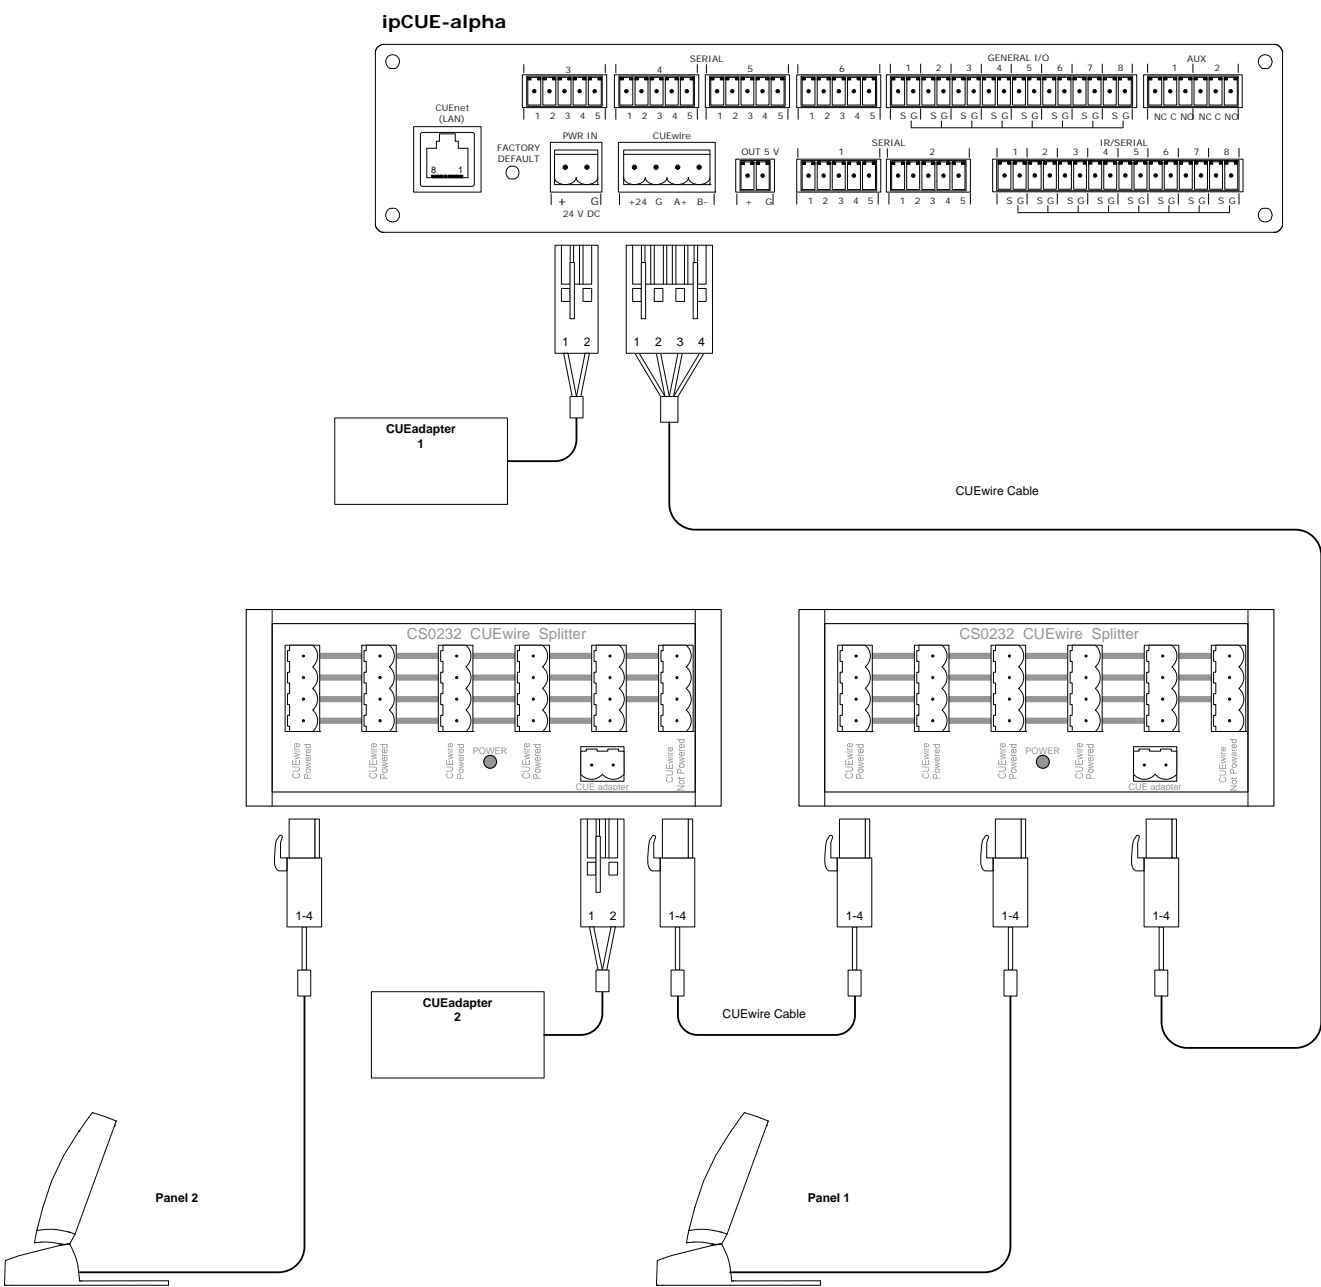 ipCUE-alpha
SERIAL
GENERAL I/O
AUX
3 4 5 6
1 2 3 4 5 6 7 8
1 2
1 2 3 4 5
1 2 3 4 5
1 2 3 4 5
1 2 3 4 5
S G S G S G S G S G S G S G S G
NC C NO NC C NO
CUEnet
(LAN)
8 1
FACTORY
DEFAULT
PWR IN
CUEwire
OUT 5 V
SERIAL
1 2
IR/SERIAL
1 2 3 4 5 6 7 8
+ G
24 V DC
+24 G A+ B-
+ G
1 2 3 4 5
1 2 3 4 5
S G S G S G S G S G S G S G S G
1 2
1 2 3 4
CUEadapter
1
CUEwire Cable
CS0232 CUEwire Splitter
CUEwire
Powered
CUEwire
Powered
CUEwire
Powered
POWER
CUEwire
Powered
CUE adapter
CUEwire
Not Powered
CS0232 CUEwire Splitter
CUEwire
Powered
CUEwire
Powered
CUEwire
Powered
POWER
CUEwire
Powered
CUE adapter
CUEwire
Not Powered
1-4
1 2
1-4
1-4
1-4
1-4
CUEadapter
2
CUEwire Cable
Panel 2
Panel 1